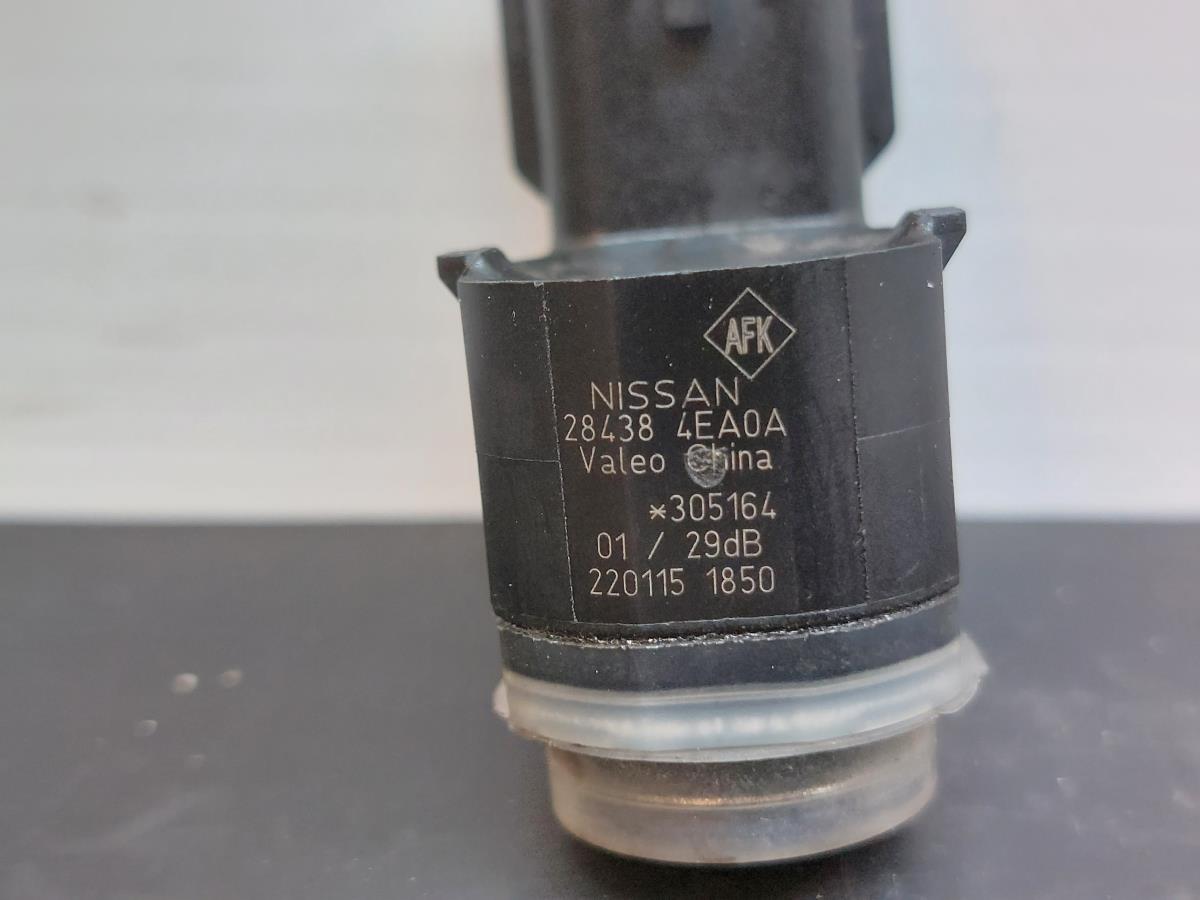 AFK
NISSAN
28438 4EA0A
Valeo China
*305164
01 / 29dB
220115 1850